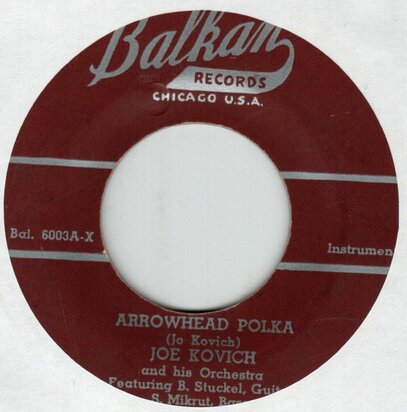 Balkan
RECORDS
CHICAGO U.S.A.
Bal. 6003A-X
Instrumen
ARROWHEAD POLKA
(Jo Kovich)
JOE KOVICH
and his Orchestra
Featuring B. Stuckel, Guit
S. Mikrut, Bas